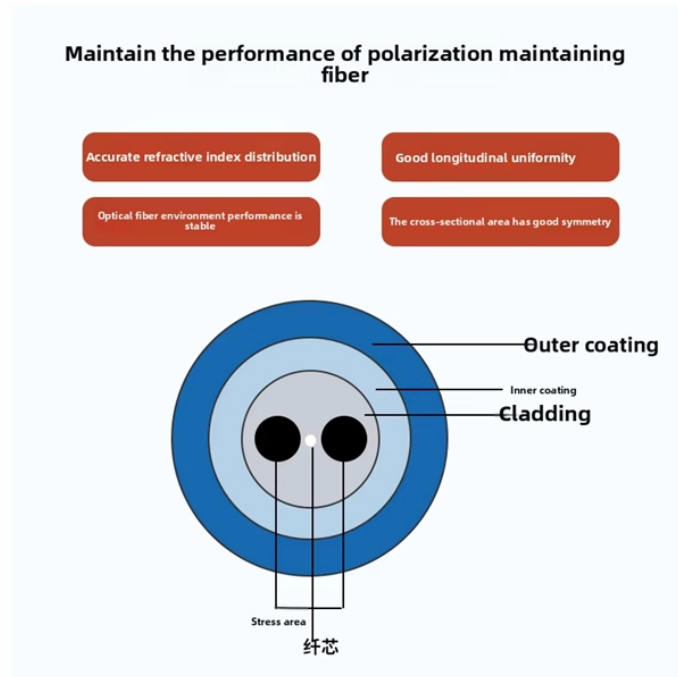 Maintain the performance of polarization maintaining
fiber
Accurate refractive index distribution
Good longitudinal uniformity
Optical fiber environment performance is
stable
The cross-sectional area has good symmetry
Outer coating
Inner coating
Cladding
Stress area
纤芯